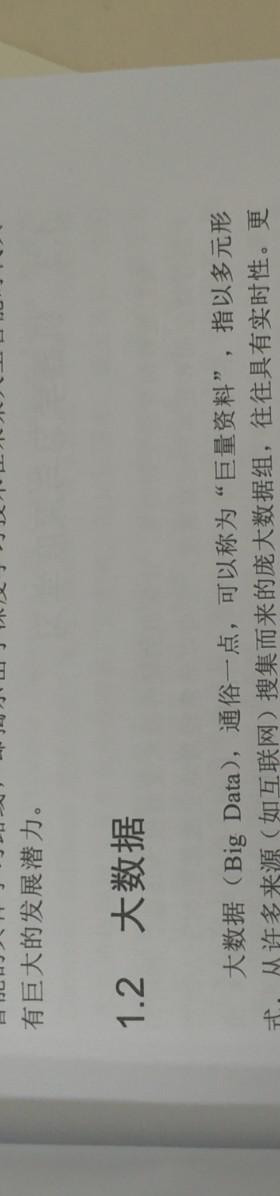 有巨大的发展潜力。
1.2 大数据
大数据（Big Data），通俗一点，可以称为“巨量资料”，指以多元形
式，从许多来源（如互联网）搜集而来的庞大数据组，往往具有实时性。更